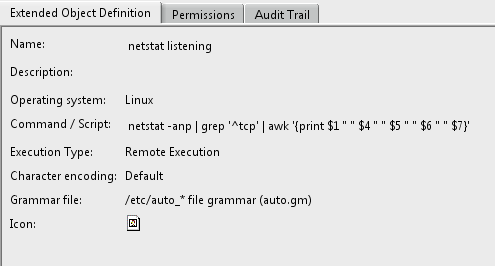 Extended Object Definition Permissions Audit Trail
Name: netstat listening
Description:
Operating system: Linux
Command / Script: netstat -anp | grep '^tcp' | awk '{print $1 " " $4 " " $5 " " $6 " " $7}'
Execution Type: Remote Execution
Character encoding: Default
Grammar file: /etc/auto_* file grammar (auto.gm)
Icon: